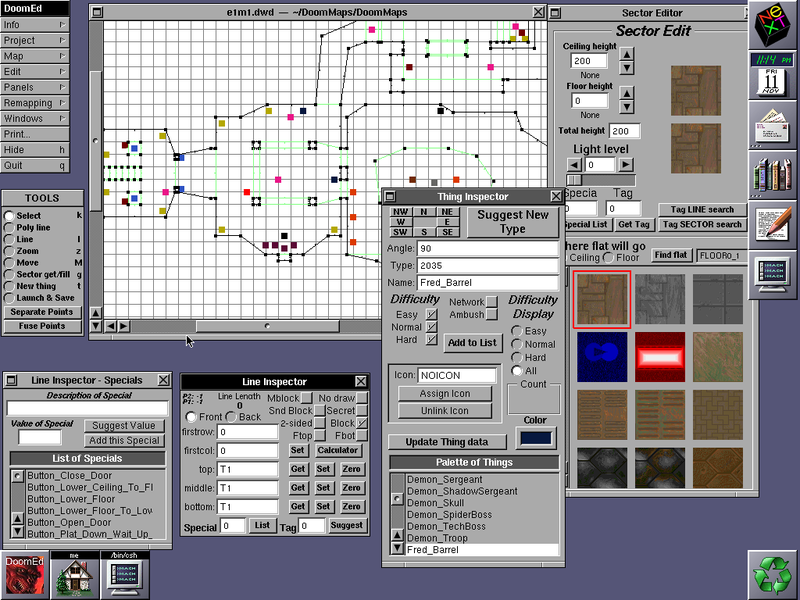 DoomEd
Info
Project
Map
Edit
Panels
Remapping
Windows
Print...
Hide h
Quit q
TOOLS
Select k
Poly line
Line l
Zoom z
Move M
Sector get/fill g
New thing t
Launch & Save
Separate Points
Fuse Points
e1m1.dwd — ~/DoomMaps/DoomMaps
Sector Editor
Sector Edit
Ceiling height
200
None
Floor height
0
None
Total height 200
Light level
0
Specia Tag
0
Tag LINE search
Special List
Get Tag
Tag SECTOR search
here flat will go
Ceiling Floor
Find flat
FLOOR0_1
11:14 PM
FRI
11
NOV
Thing Inspector
NW N NE
W E
SW S SE
Suggest New Type
Angle: 90
Type: 2035
Name: Fred_Barrel
Difficulty
Easy
Normal
Hard
Network
Ambush
Add to List
Difficulty Display
Easy
Normal
Hard
All
Count
Icon: NOICON
Assign Icon
Unlink Icon
Color
Update Thing data
Palette of Things
Demon_Sergeant
Demon_ShadowSergeant
Demon_Skull
Demon_SpiderBoss
Demon_TechBoss
Demon_Troop
Fred_Barrel
Line Inspector - Specials
Description of Special
Value of Special
Suggest Value
Add this Special
List of Specials
Button_Close_Door
Button_Lower_Ceiling_To_Fl
Button_Lower_Floor
Button_Lower_Floor_To_Low
Button_Open_Door
Button_Plat_Down_Wait_Up_
Line Inspector
P2: -1
P1: -1
Line Length
0
Front Back
Mblock
Snd Block
2-sided
Ftop
No draw
Secret
Block
Fbot
firstrow: 0
firstcol: 0 Set Calculator
top: T1 Get Set Zero
middle: T1 Get Set Zero
bottom: T1 Get Set Zero
Special 0 List Tag 0 Suggest
DoomEd
me
/bin/csh